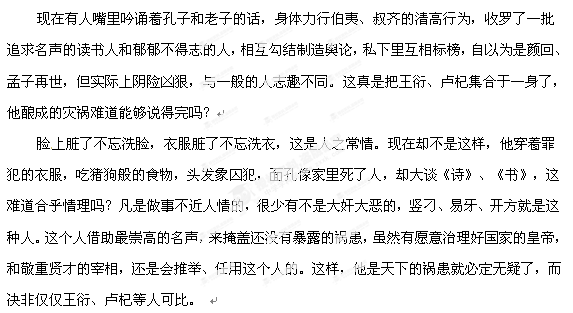 现在有人嘴里吟诵着孔子和老子的话，身体力行伯夷、叔齐的清高行为，收罗了一批
追求名声的读书人和郁郁不得志的人，相互勾结制造舆论，私下里互相标榜，自以为是颜回、
孟子再世，但实际上阴险凶狠，与一般的人志趣不同。这真是把王衍、卢杞集合于一身了，
他酿成的灾祸难道能够说得完吗？
脸上脏了不忘洗脸，衣服脏了不忘洗衣，这是人之常情。现在却不是这样，他穿着罪
犯的衣服，吃猪狗般的食物，头发象囚犯，面孔像家里死了人，却大谈《诗》、《书》，这
难道合乎情理吗？凡是做事不近人情的，很少有不是大奸大恶的，竖刁、易牙、开方就是这
种人。这个人借助最崇高的名声，来掩盖还没有暴露的祸患，虽然有愿意治理好国家的皇帝，
和敬重贤才的宰相，还是会推举、任用这个人的。这样，他是天下的祸患就必定无疑了，而
决非仅仅王衍、卢杞等人可比。